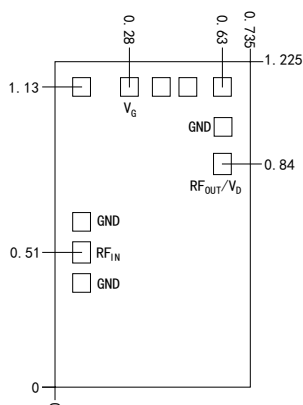 0.28
0.63
0.735
1.225
1.13
V_G
GND
0.84
RF_OUT/V_D
GND
0.51
RF_IN
GND
0
0